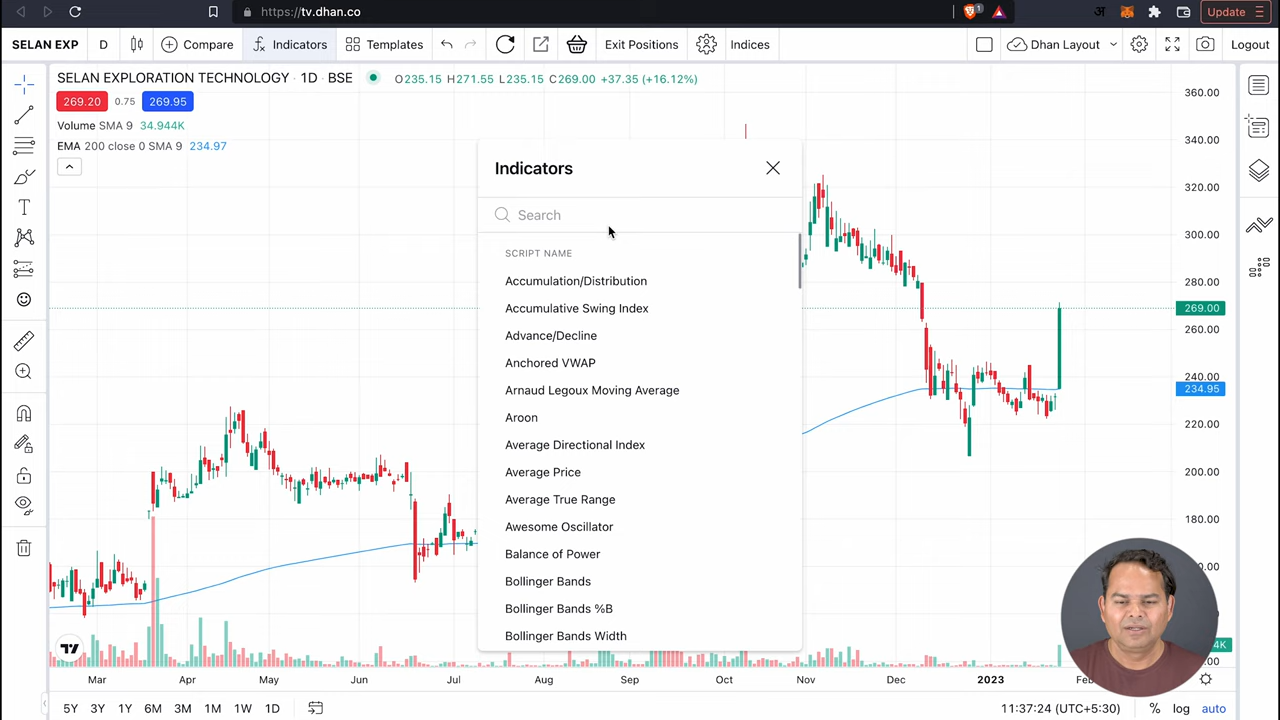 https://tv.dhan.co
अ
Update
SELAN EXP D Compare Indicators Templates Exit Positions Indices Dhan Layout Logout
SELAN EXPLORATION TECHNOLOGY · 1D · BSE O235.15 H271.55 L235.15 C269.00 +37.35 (+16.12%)
269.20 0.75 269.95
Volume SMA 9 34.944K
EMA 200 close 0 SMA 9 234.97
Indicators
Search
SCRIPT NAME
Accumulation/Distribution
Accumulative Swing Index
Advance/Decline
Anchored VWAP
Arnaud Legoux Moving Average
Aroon
Average Directional Index
Average Price
Average True Range
Awesome Oscillator
Balance of Power
Bollinger Bands
Bollinger Bands %B
Bollinger Bands Width
360.00
340.00
320.00
300.00
280.00
269.00
260.00
240.00
234.95
220.00
200.00
180.00
Mar Apr May Jun Jul Aug Sep Oct Nov Dec 2023
5Y 3Y 1Y 6M 3M 1M 1W 1D 11:37:24 (UTC+5:30) % log auto